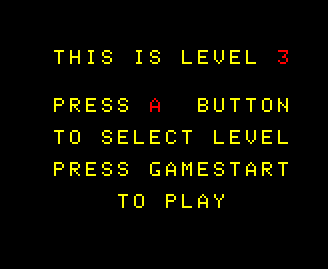 THIS IS LEVEL 3
PRESS A BUTTON
TO SELECT LEVEL
PRESS GAMESTART
TO PLAY